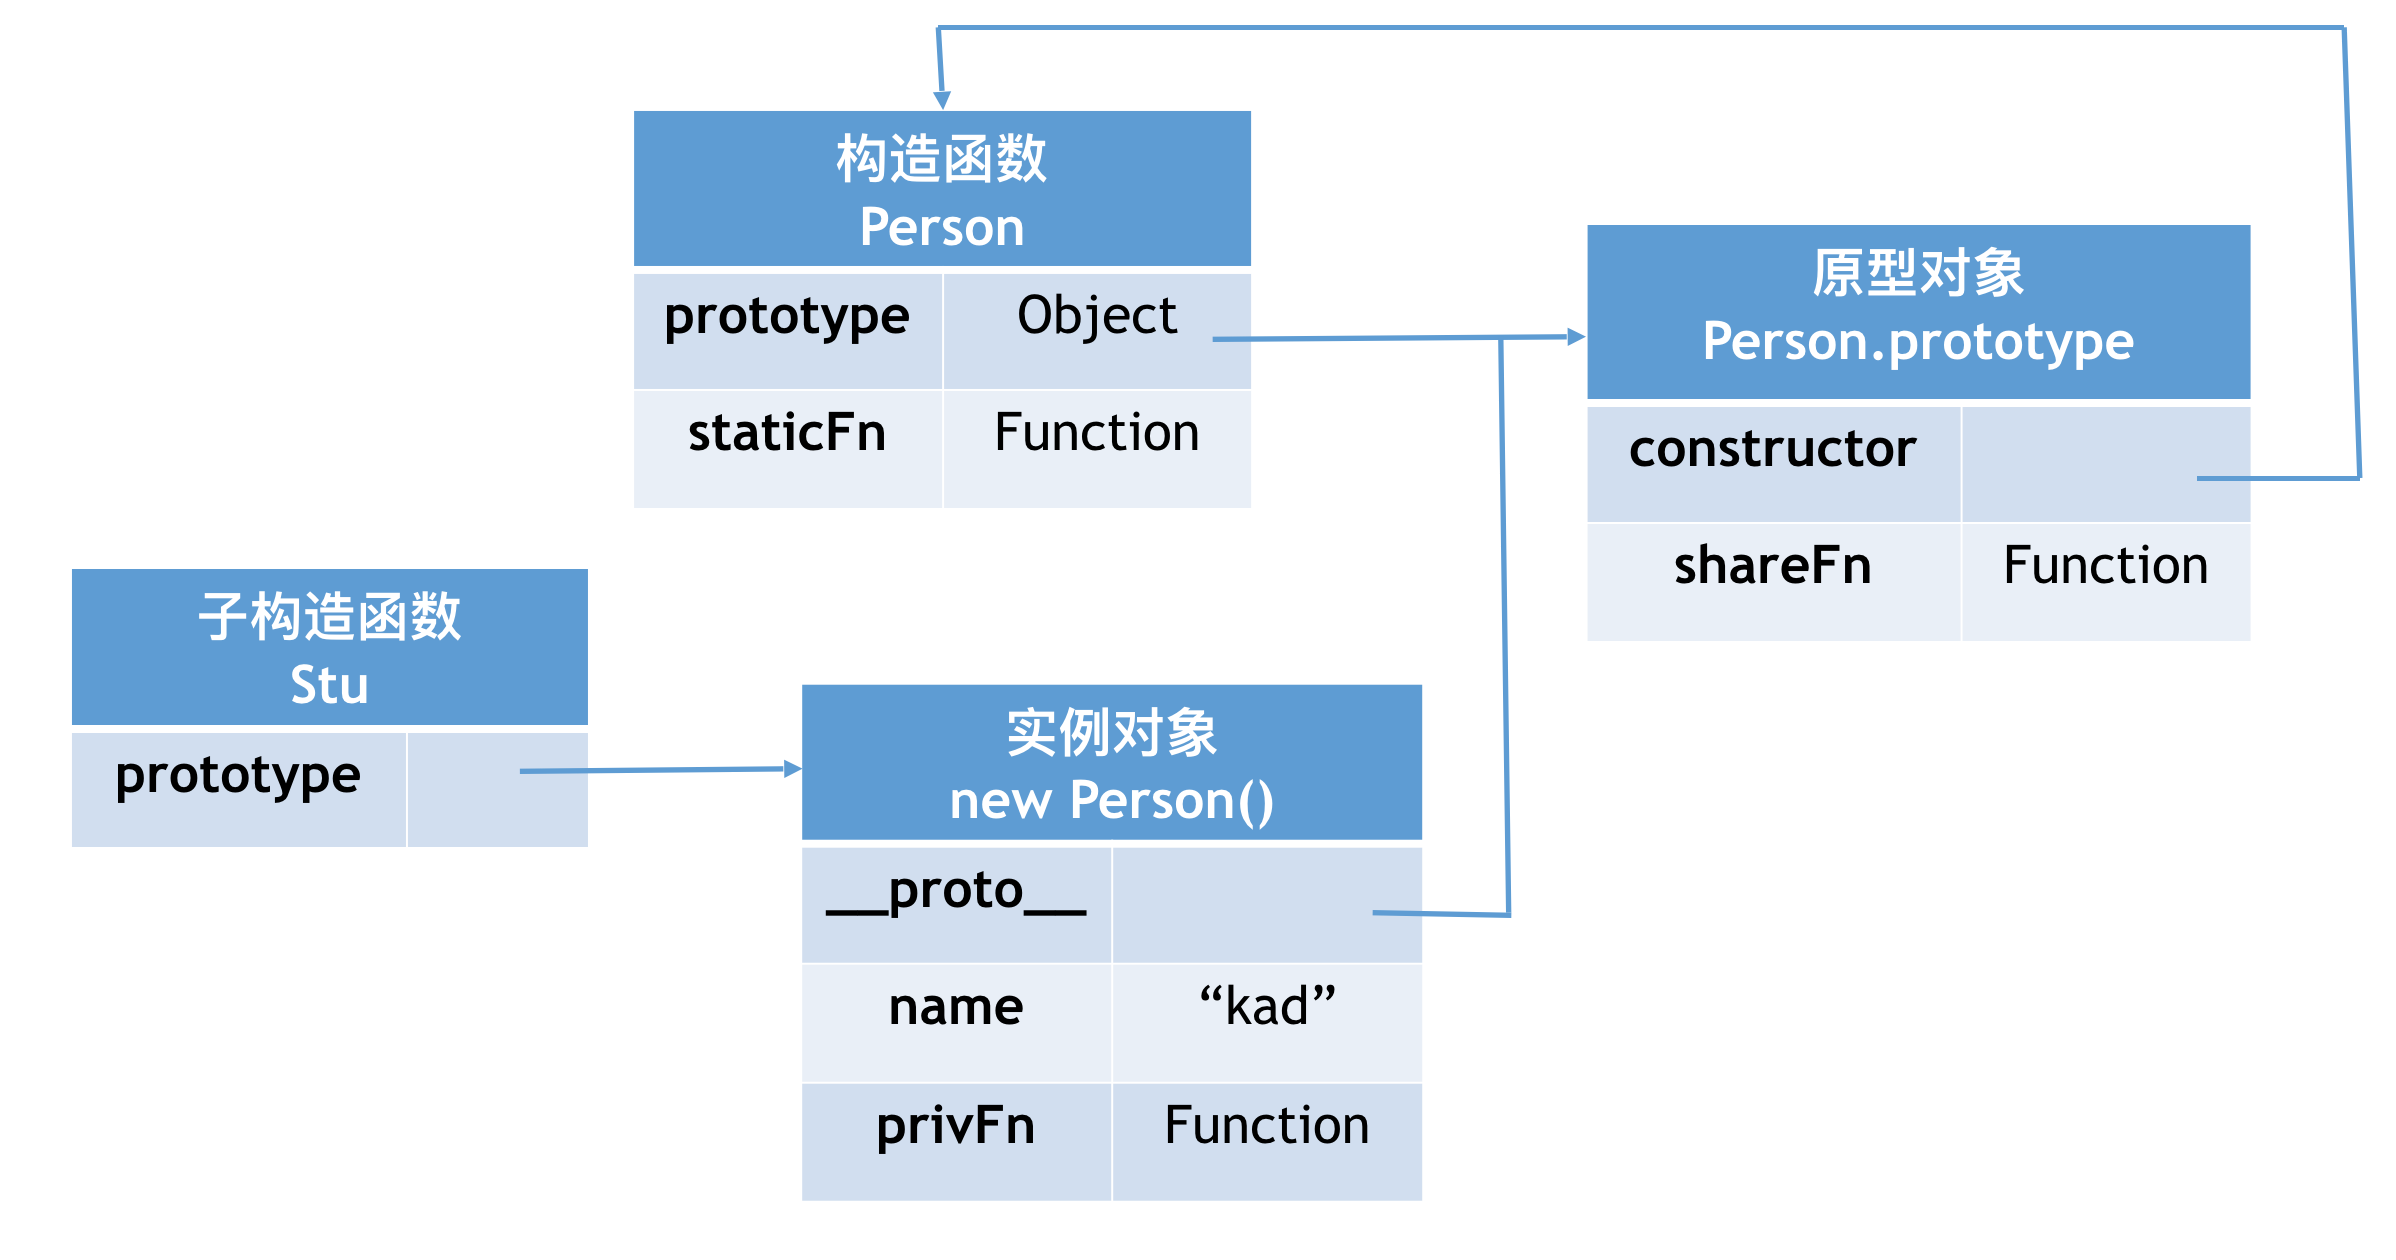 构造函数
Person
prototype Object
staticFn Function
原型对象
Person.prototype
constructor
shareFn Function
子构造函数
Stu
prototype
实例对象
new Person()
__proto__
name “kad”
privFn Function